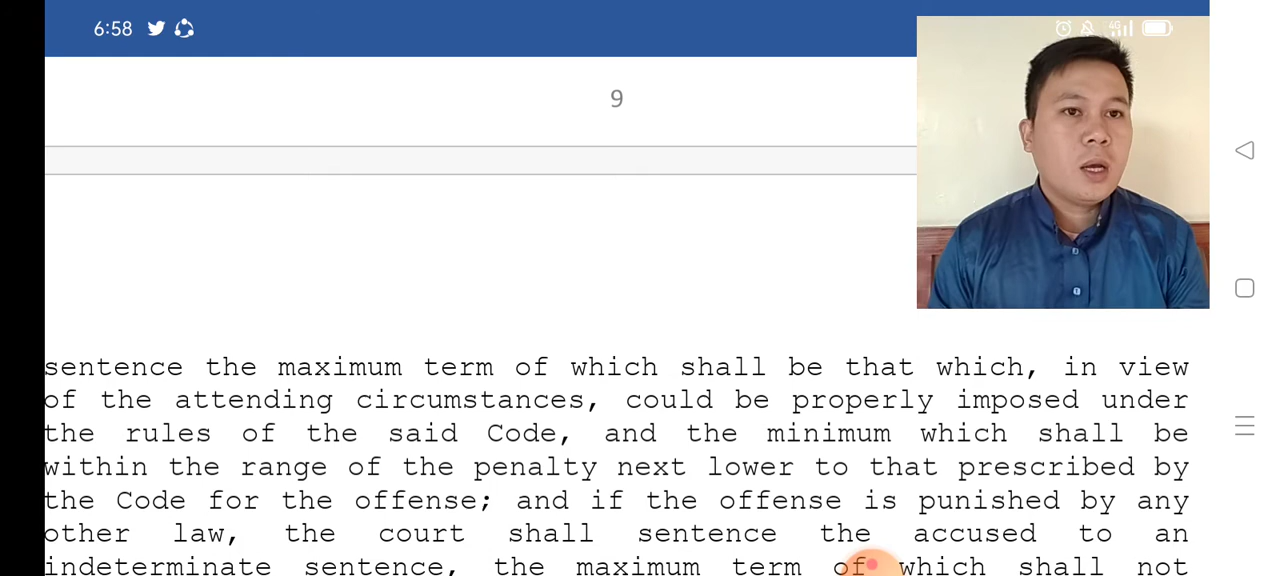 6:58
4G
9
sentence the maximum term of which shall be that which, in view
of the attending circumstances, could be properly imposed under
the rules of the said Code, and the minimum which shall be
within the range of the penalty next lower to that prescribed by
the Code for the offense; and if the offense is punished by any
other law, the court shall sentence the accused to an
indeterminate sentence, the maximum term of which shall not